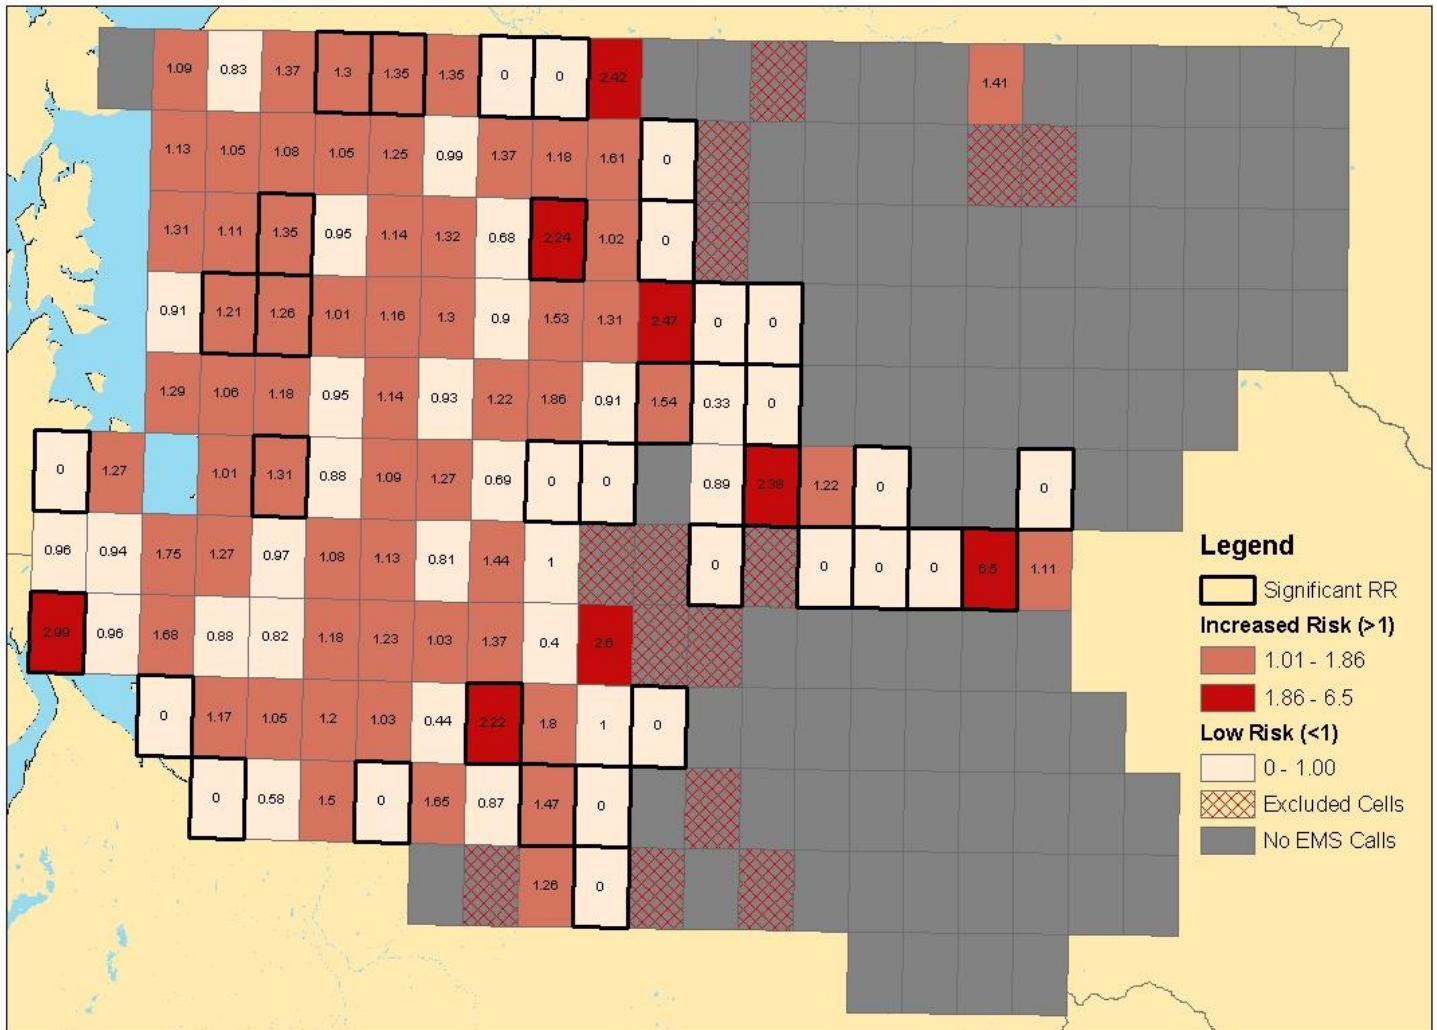 1.09 0.83 1.37 1.3 1.35 1.35 0 0 2.42 1.41
1.13 1.05 1.08 1.05 1.25 0.99 1.37 1.18 1.61 0
1.31 1.11 1.35 0.95 1.14 1.32 0.68 2.24 1.02 0
0.91 1.21 1.26 1.01 1.16 1.3 0.9 1.53 1.31 2.47 0 0
1.29 1.06 1.18 0.95 1.14 0.93 1.22 1.86 0.91 1.54 0.33 0
0 1.27 1.01 1.31 0.88 1.09 1.27 0.69 0 0 0.89 2.38 1.22 0 0
0.96 0.94 1.75 1.27 0.97 1.08 1.13 0.81 1.44 1 0 0 0 0 6.5 1.11
2.99 0.96 1.68 0.88 0.82 1.18 1.23 1.03 1.37 0.4 2.6
0 1.17 1.05 1.2 1.03 0.44 2.22 1.8 1 0
0 0.58 1.5 0 1.65 0.87 1.47 0
1.26 0
Legend
Significant RR
Increased Risk (>1)
1.01 - 1.86
1.86 - 6.5
Low Risk (<1)
0 - 1.00
Excluded Cells
No EMS Calls